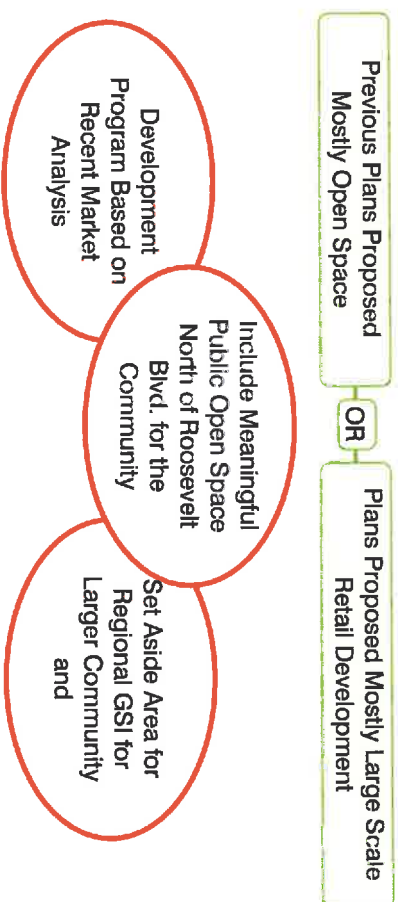 Previous Plans Proposed
Mostly Open Space
OR
Plans Proposed Mostly Large Scale
Retail Development
Development
Program Based on
Recent Market
Analysis
Include Meaningful
Public Open Space
North of Roosevelt
Blvd. for the
Community
Set Aside Area for
Regional GSI for
Larger Community
and